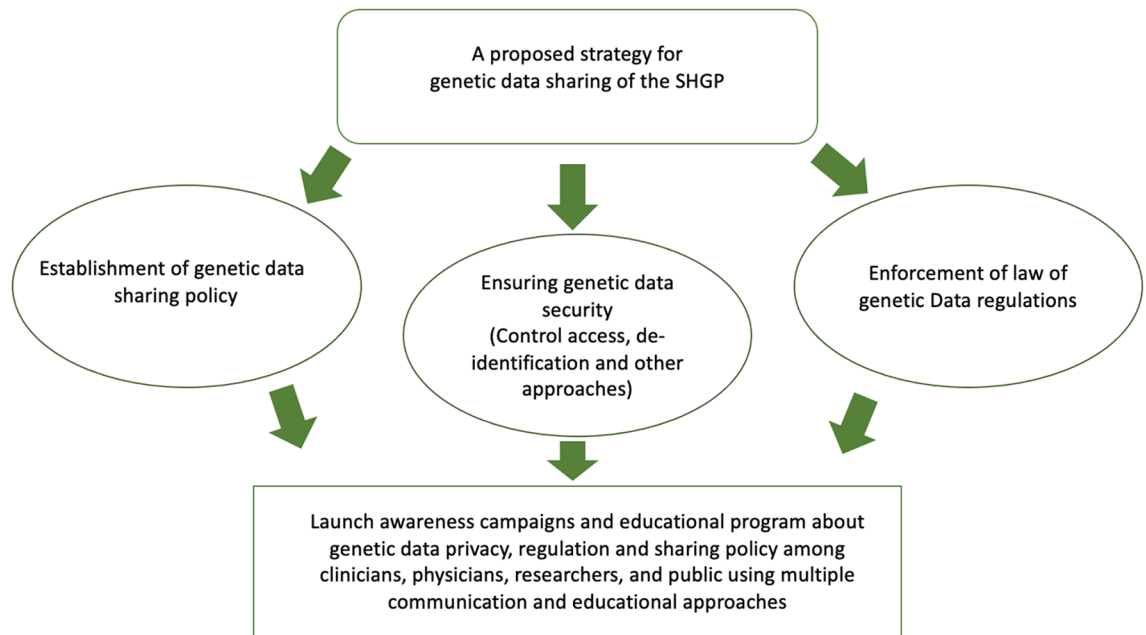 A proposed strategy for
genetic data sharing of the SHGP
Establishment of genetic data
sharing policy
Ensuring genetic data
security
(Control access, de-
identification and other
approaches)
Enforcement of law of
genetic Data regulations
Launch awareness campaigns and educational program about
genetic data privacy, regulation and sharing policy among
clinicians, physicians, researchers, and public using multiple
communication and educational approaches